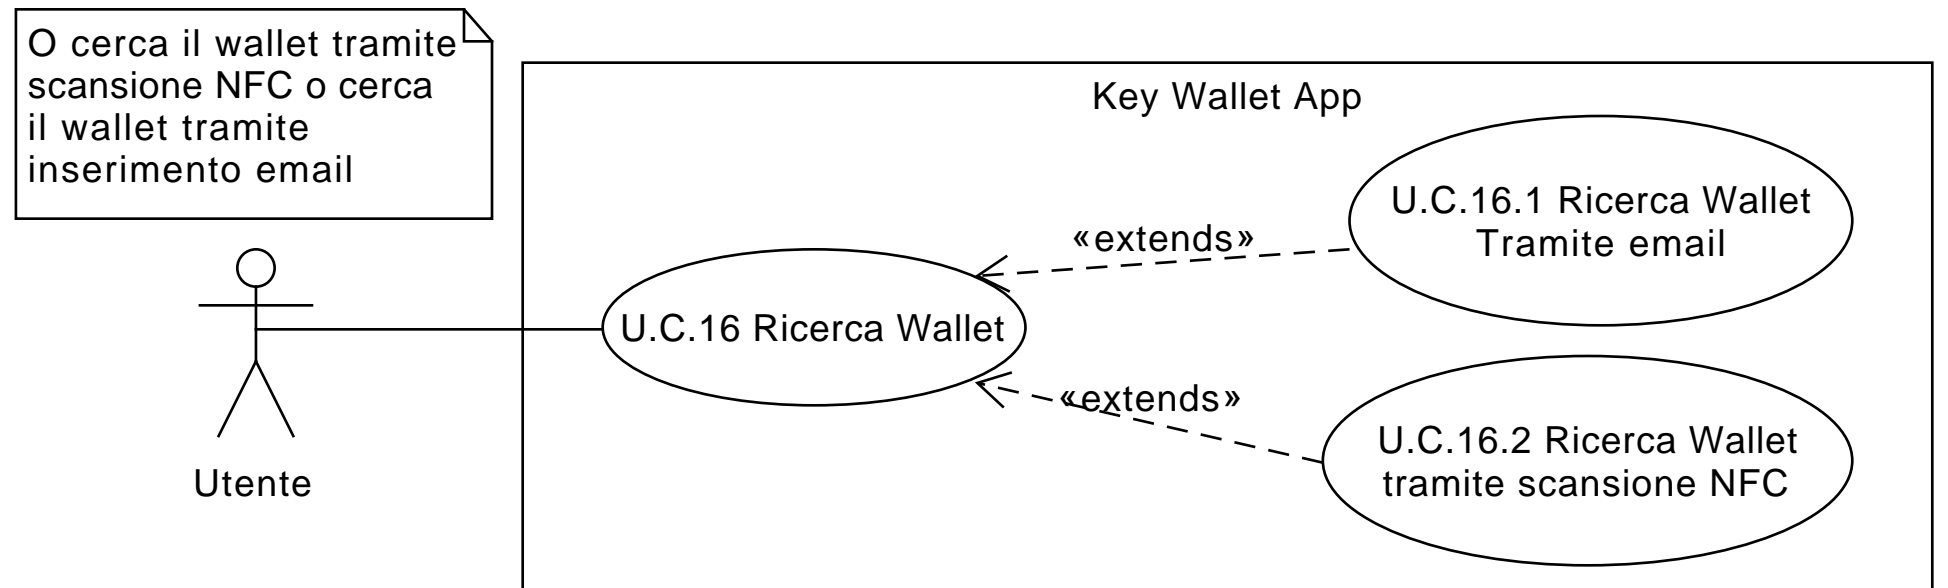 O cerca il wallet tramite
scansione NFC o cerca
il wallet tramite
inserimento email
Key Wallet App
U.C.16.1 Ricerca Wallet
Tramite email
«extends»
U.C.16 Ricerca Wallet
«extends»
U.C.16.2 Ricerca Wallet
tramite scansione NFC
Utente